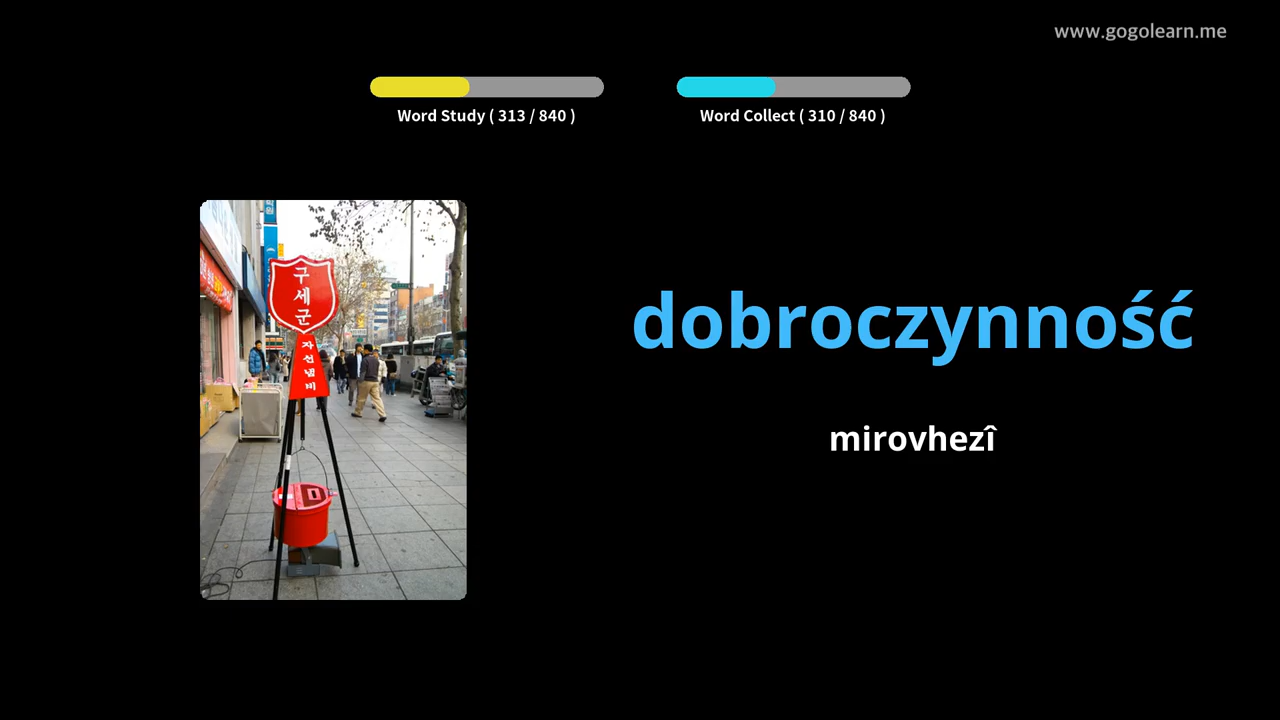 www.gogolearn.me
Word Study ( 313 / 840 )
Word Collect ( 310 / 840 )
구세군
자선냄비
dobroczynność
mirovhezî